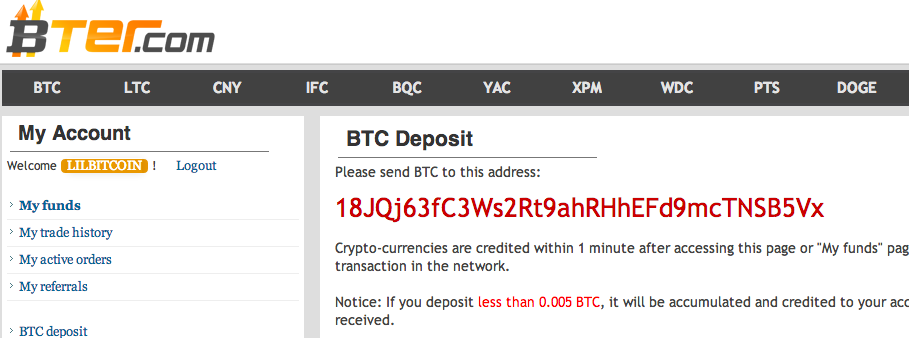 BTer.com
BTC LTC CNY IFC BQC YAC XPM WDC PTS DOGE
My Account
Welcome LILBITCOIN ! Logout
My funds
My trade history
My active orders
My referrals
BTC deposit
BTC Deposit
Please send BTC to this address:
18JQj63fC3Ws2Rt9ahRHhEFd9mcTNSB5Vx
Crypto-currencies are credited within 1 minute after accessing this page or "My funds" pag
transaction in the network.
Notice: If you deposit less than 0.005 BTC, it will be accumulated and credited to your acc
received.